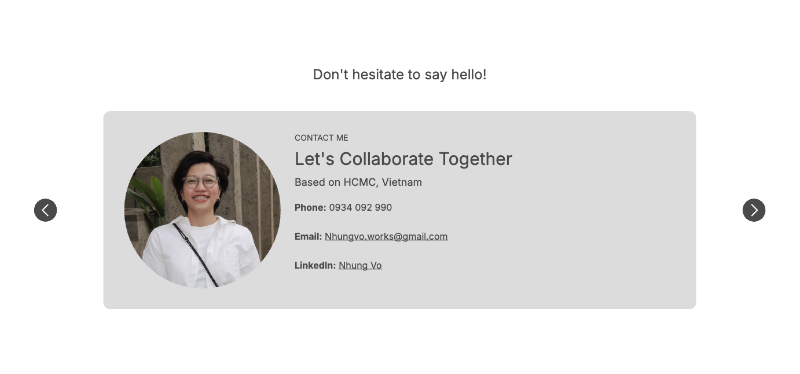 Don't hesitate to say hello!
CONTACT ME
Let's Collaborate Together
Based on HCMC, Vietnam
Phone: 0934 092 990
Email: Nhungvo.works@gmail.com
LinkedIn: Nhung Vo